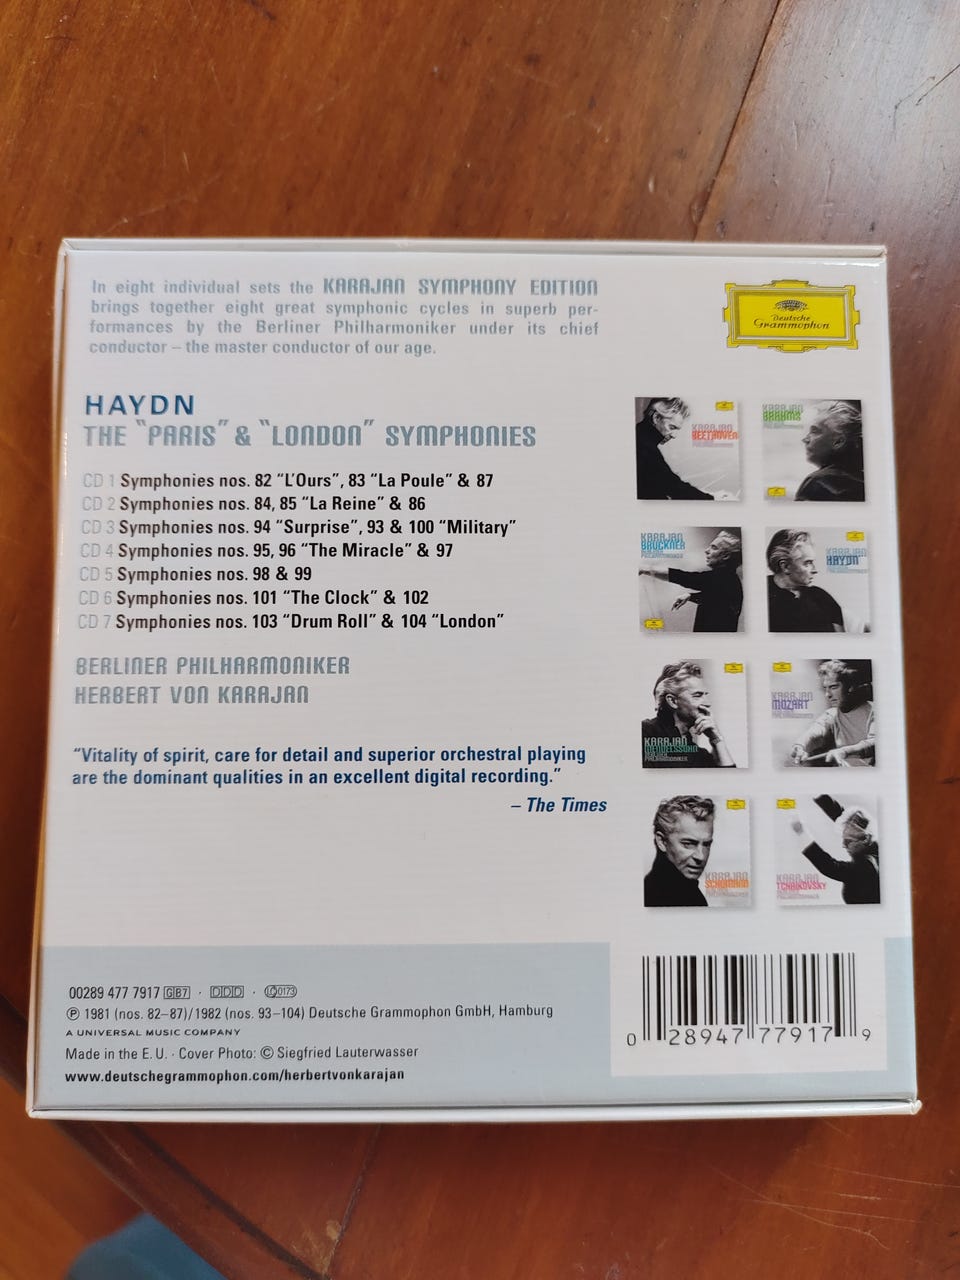 In eight individual sets the KARAJAN SYMPHONY EDITION
brings together eight great symphonic cycles in superb per-
formances by the Berliner Philharmoniker under its chief
conductor – the master conductor of our age.
Deutsche
Grammophon
HAYDN
THE "PARIS" & "LONDON" SYMPHONIES
CD 1 Symphonies nos. 82 “L’Ours”, 83 “La Poule” & 87
CD 2 Symphonies nos. 84, 85 “La Reine” & 86
CD 3 Symphonies nos. 94 “Surprise”, 93 & 100 “Military”
CD 4 Symphonies nos. 95, 96 “The Miracle” & 97
CD 5 Symphonies nos. 98 & 99
CD 6 Symphonies nos. 101 “The Clock” & 102
CD 7 Symphonies nos. 103 “Drum Roll” & 104 “London”
BERLINER PHILHARMONIKER
HERBERT VON KARAJAN
“Vitality of spirit, care for detail and superior orchestral playing
are the dominant qualities in an excellent digital recording.”
– The Times
KARAJAN
BEETHOVEN
KARAJAN
BRAHMS
KARAJAN
BRUCKNER
KARAJAN
HAYDN
KARAJAN
MENDELSSOHN
KARAJAN
MOZART
KARAJAN
SCHUMANN
KARAJAN
TCHAIKOVSKY
00289 477 7917 GB7 · DDD · LC 0173
℗ 1981 (nos. 82–87)/1982 (nos. 93–104) Deutsche Grammophon GmbH, Hamburg
A UNIVERSAL MUSIC COMPANY
Made in the E. U. · Cover Photo: © Siegfried Lauterwasser
www.deutschegrammophon.com/herbertvonkarajan
0 28947 77917 9